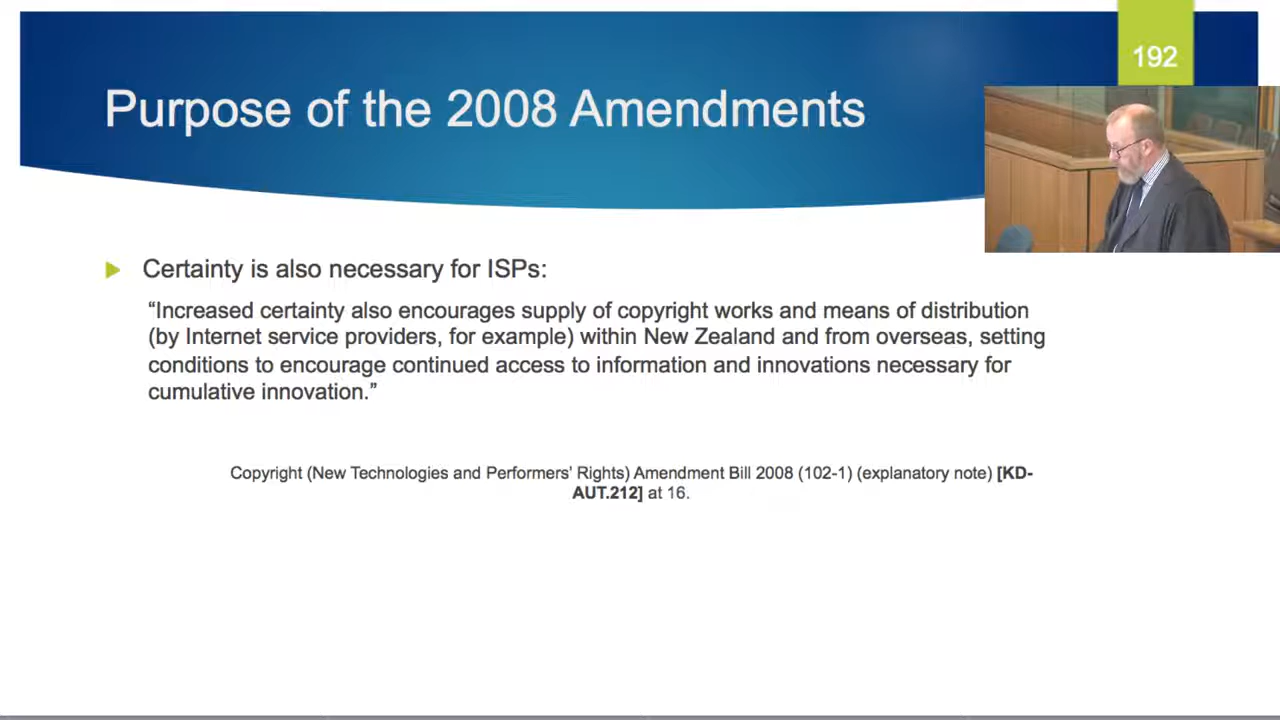 192
Purpose of the 2008 Amendments
Certainty is also necessary for ISPs:
“Increased certainty also encourages supply of copyright works and means of distribution
(by Internet service providers, for example) within New Zealand and from overseas, setting
conditions to encourage continued access to information and innovations necessary for
cumulative innovation.”
Copyright (New Technologies and Performers’ Rights) Amendment Bill 2008 (102-1) (explanatory note) [KD-
AUT.212] at 16.